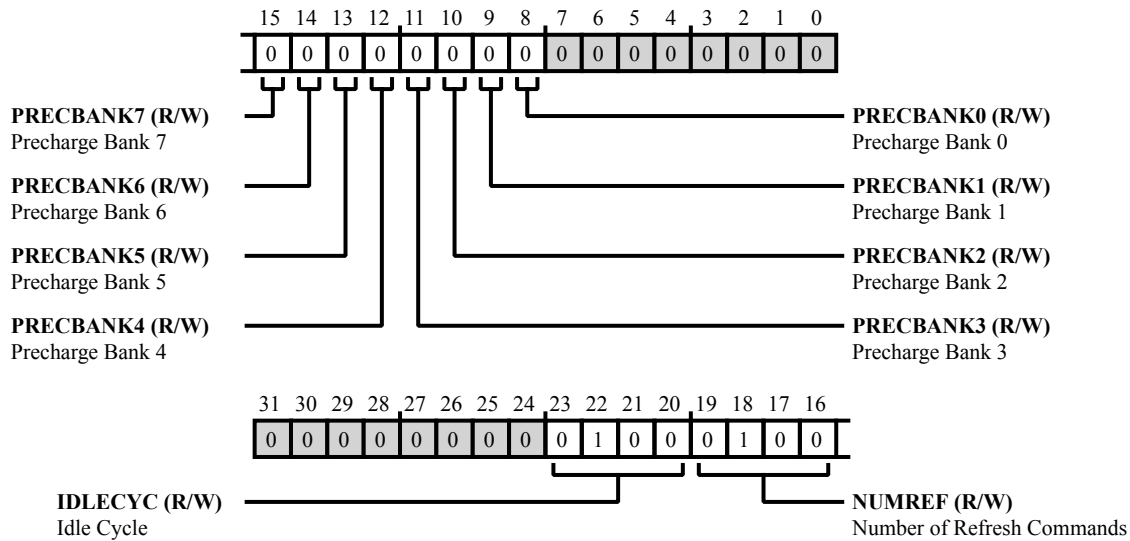 15 14 13 12 11 10 9 8 7 6 5 4 3 2 1 0
0 0 0 0 0 0 0 0 0 0 0 0 0 0 0 0
PRECBANK7 (R/W)
Precharge Bank 7
PRECBANK0 (R/W)
Precharge Bank 0
PRECBANK6 (R/W)
Precharge Bank 6
PRECBANK1 (R/W)
Precharge Bank 1
PRECBANK5 (R/W)
Precharge Bank 5
PRECBANK2 (R/W)
Precharge Bank 2
PRECBANK4 (R/W)
Precharge Bank 4
PRECBANK3 (R/W)
Precharge Bank 3
31 30 29 28 27 26 25 24 23 22 21 20 19 18 17 16
0 0 0 0 0 0 0 0 0 1 0 0 0 1 0 0
IDLECYC (R/W)
Idle Cycle
NUMREF (R/W)
Number of Refresh Commands